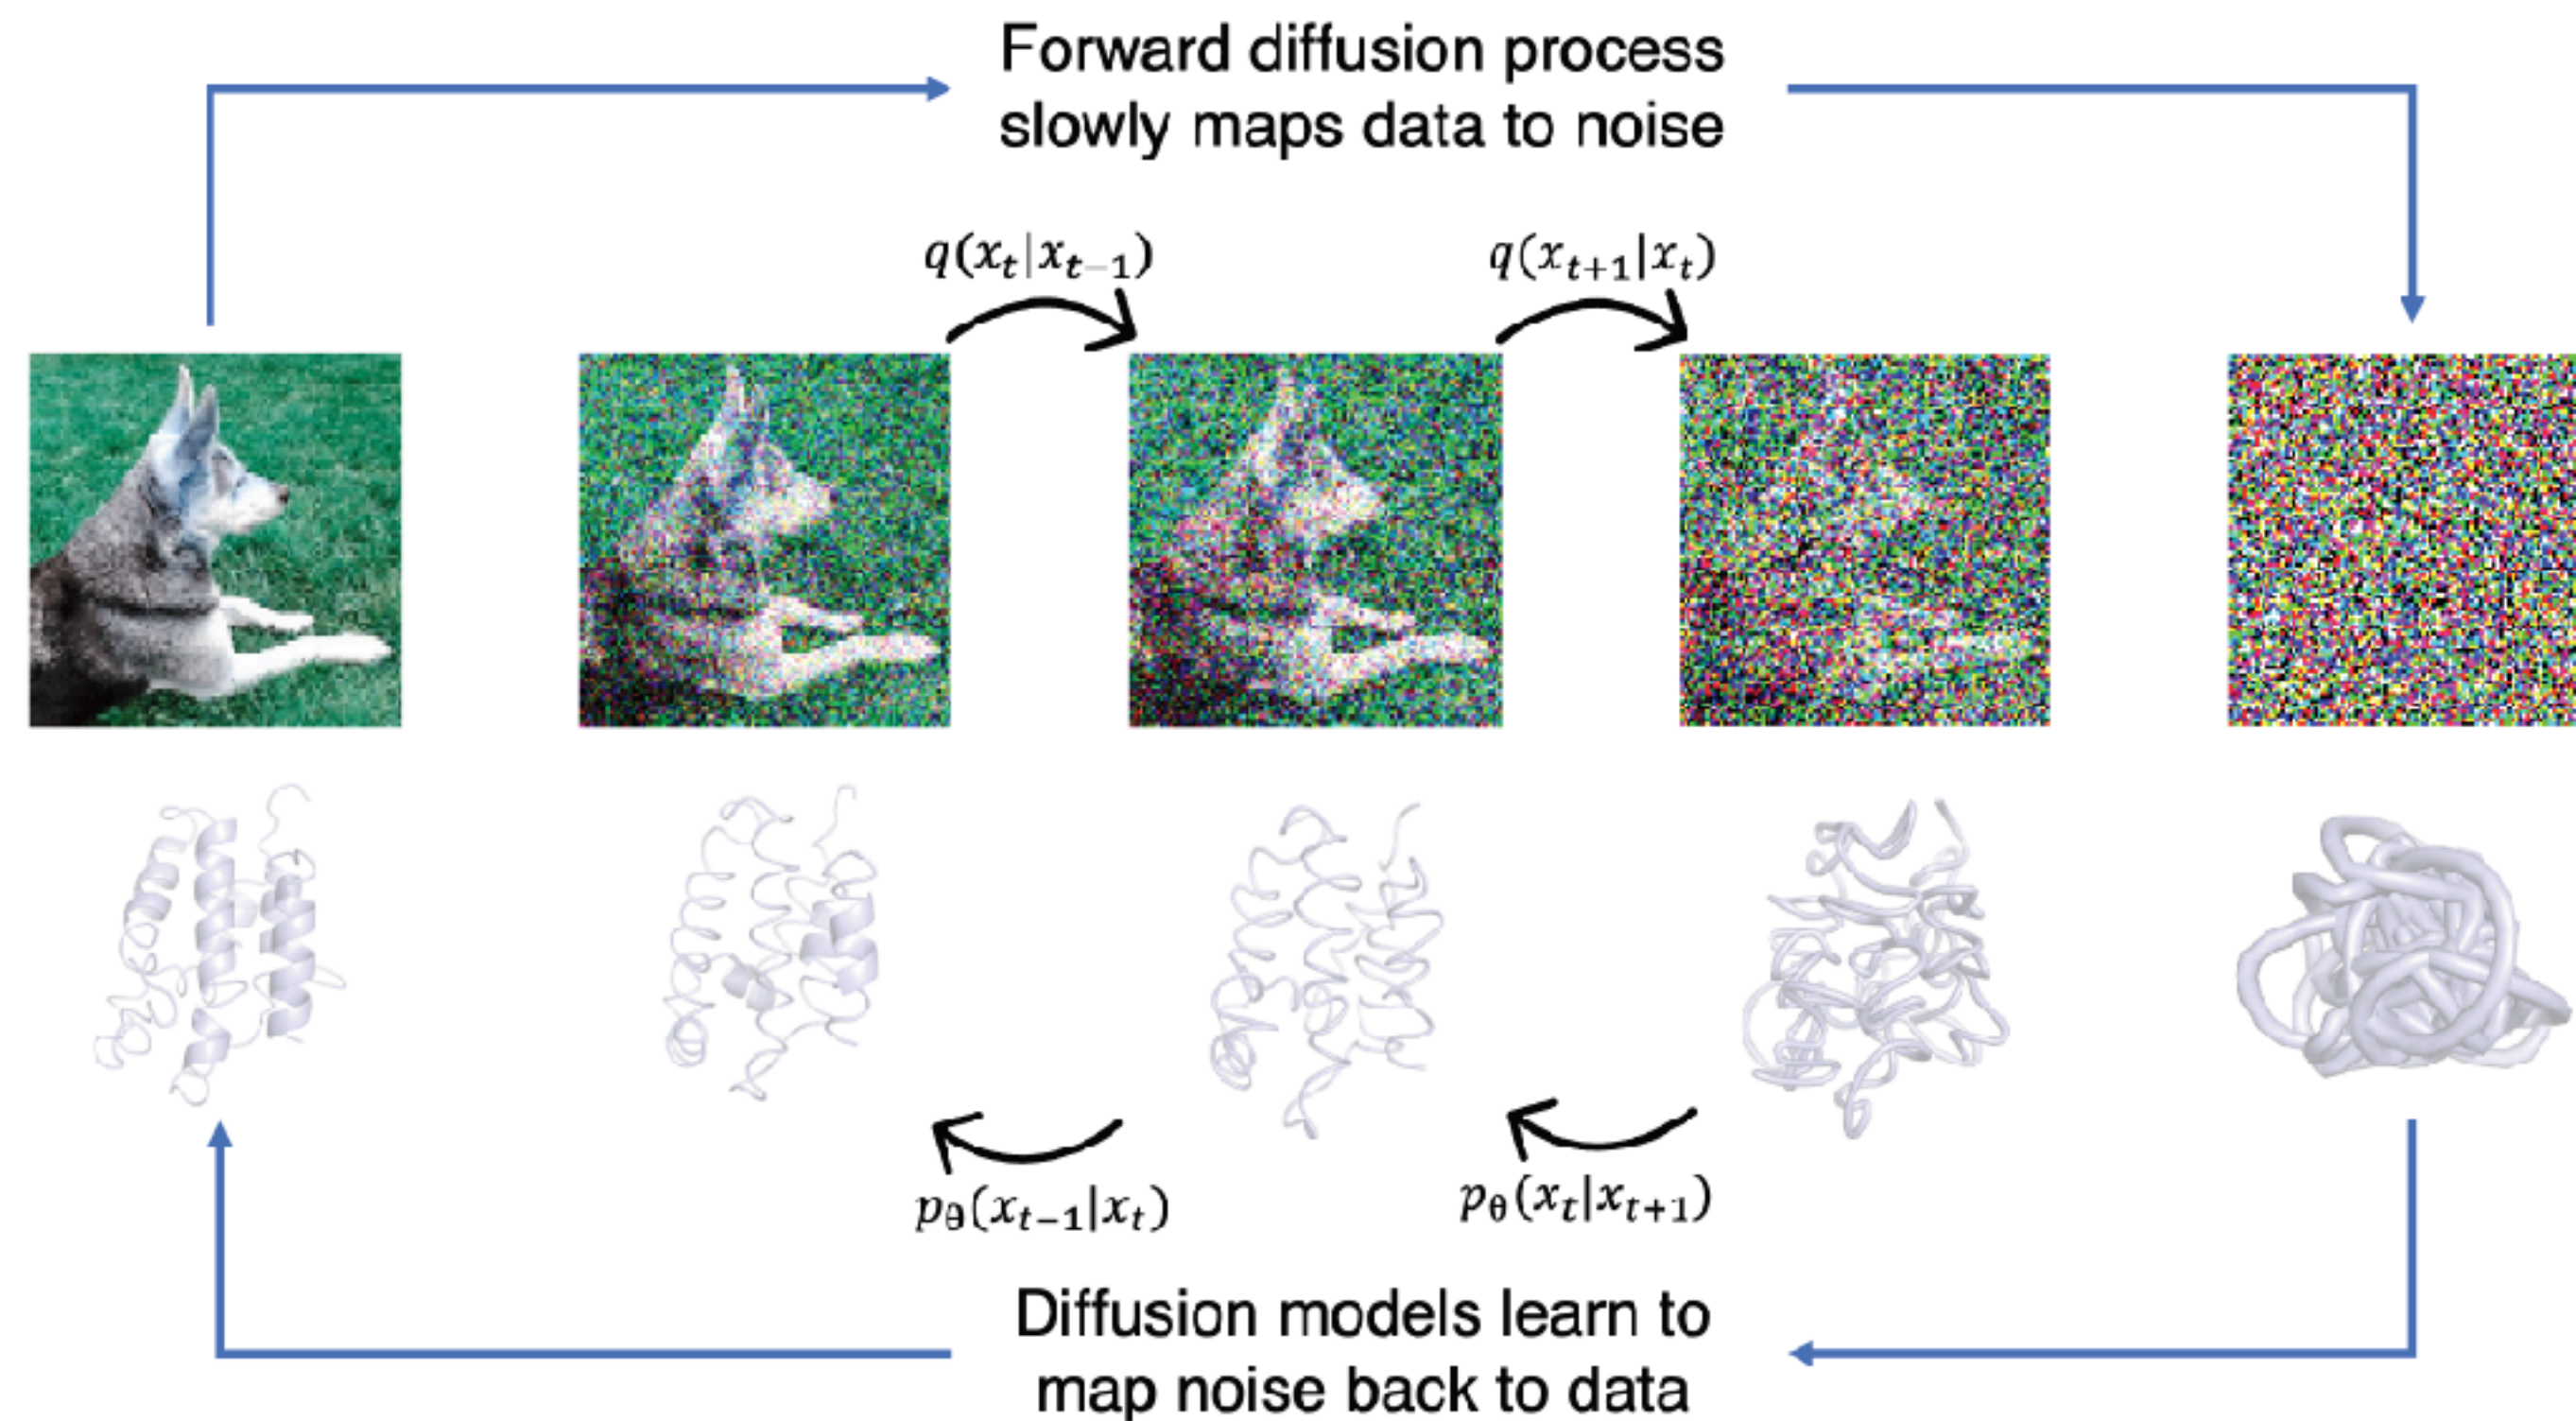 Forward diffusion process
slowly maps data to noise
q(x_t|x_{t−1})
q(x_{t+1}|x_t)
p_θ(x_{t−1}|x_t)
p_θ(x_t|x_{t+1})
Diffusion models learn to
map noise back to data